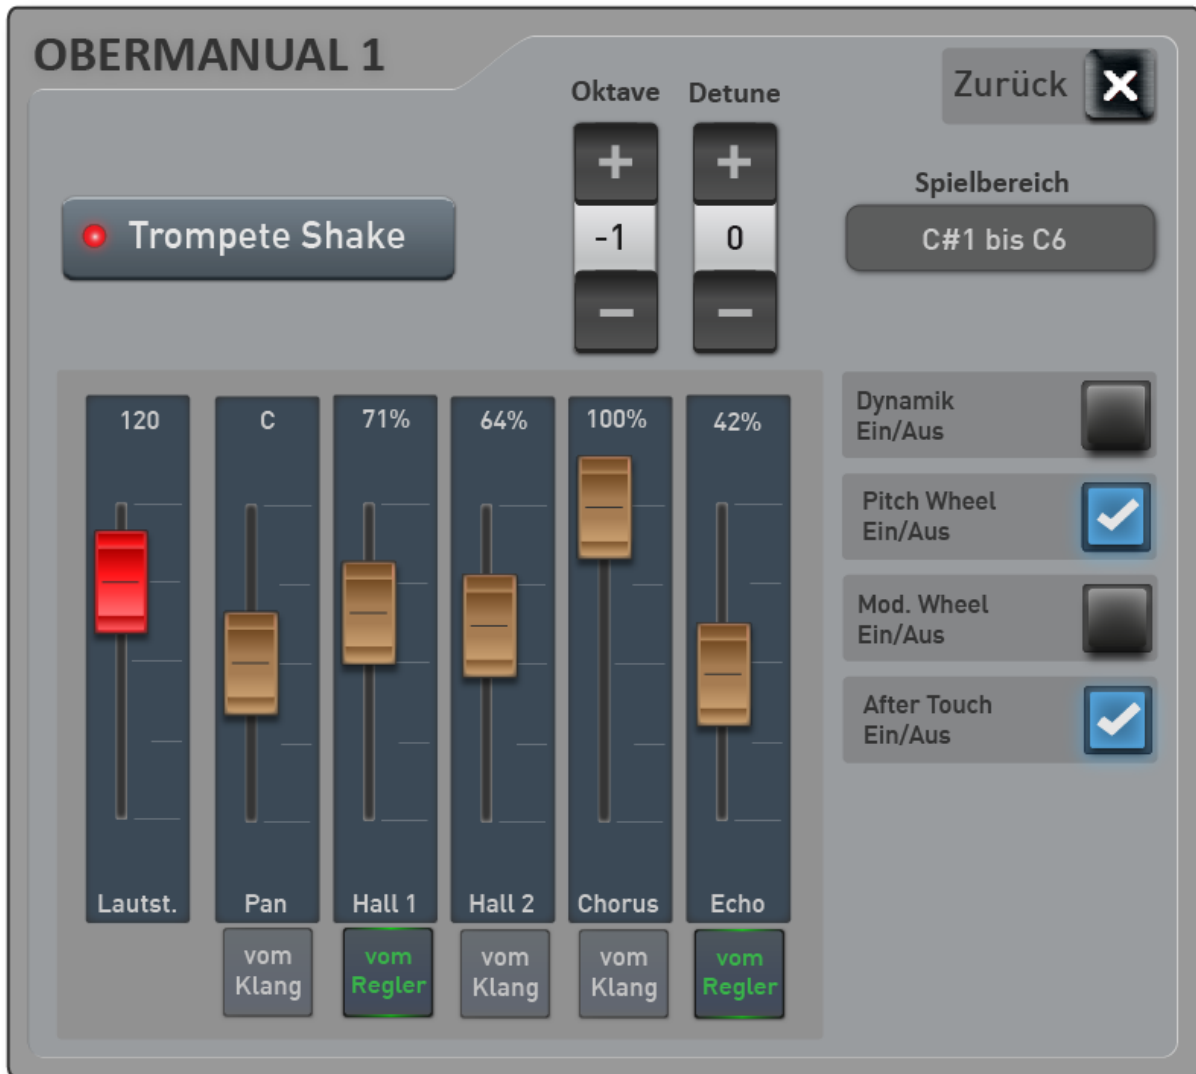 OBERMANUAL 1
Zurück
Oktave
Detune
+
+
Trompete Shake
-1
0
−
−
Spielbereich
C#1 bis C6
120
C
71%
64%
100%
42%
Lautst.
Pan
Hall 1
Hall 2
Chorus
Echo
vom
Klang
vom
Regler
vom
Klang
vom
Klang
vom
Regler
Dynamik
Ein/Aus
Pitch Wheel
Ein/Aus
Mod. Wheel
Ein/Aus
After Touch
Ein/Aus